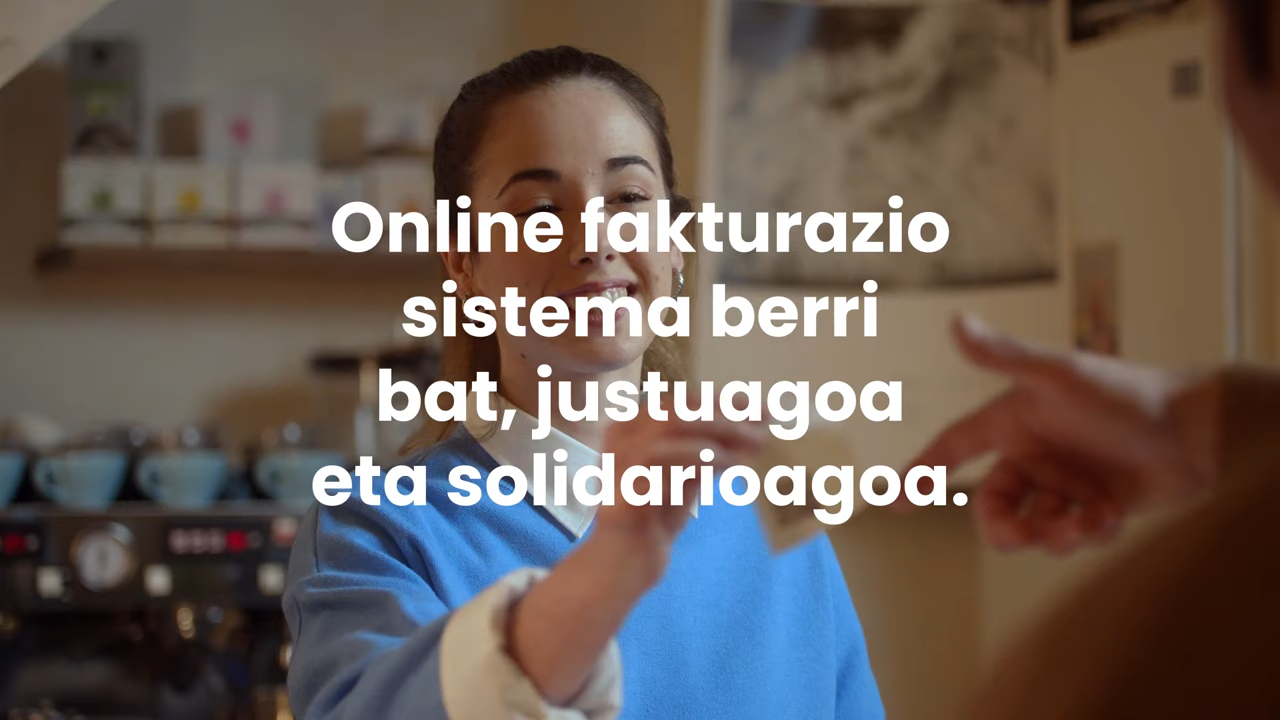 Online fakturazio
sistema berri
bat, justuagoa
eta solidarioagoa.